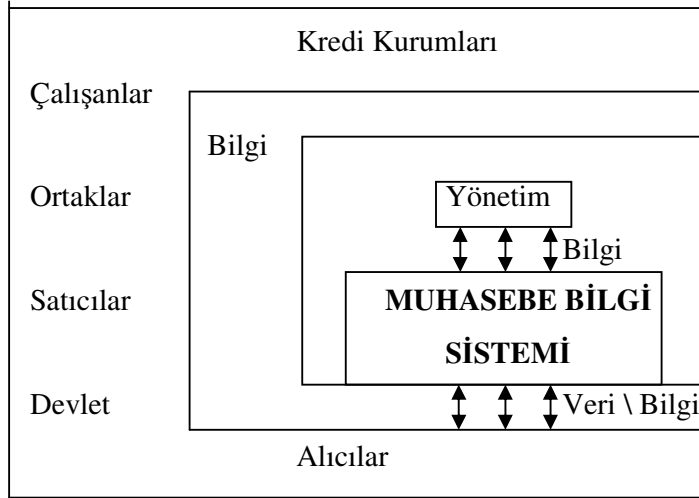 Kredi Kurumları
Çalışanlar
Bilgi
Ortaklar
Yönetim
Bilgi
Satıcılar
MUHASEBE BİLGİ
SİSTEMİ
Devlet
Veri \ Bilgi
Alıcılar